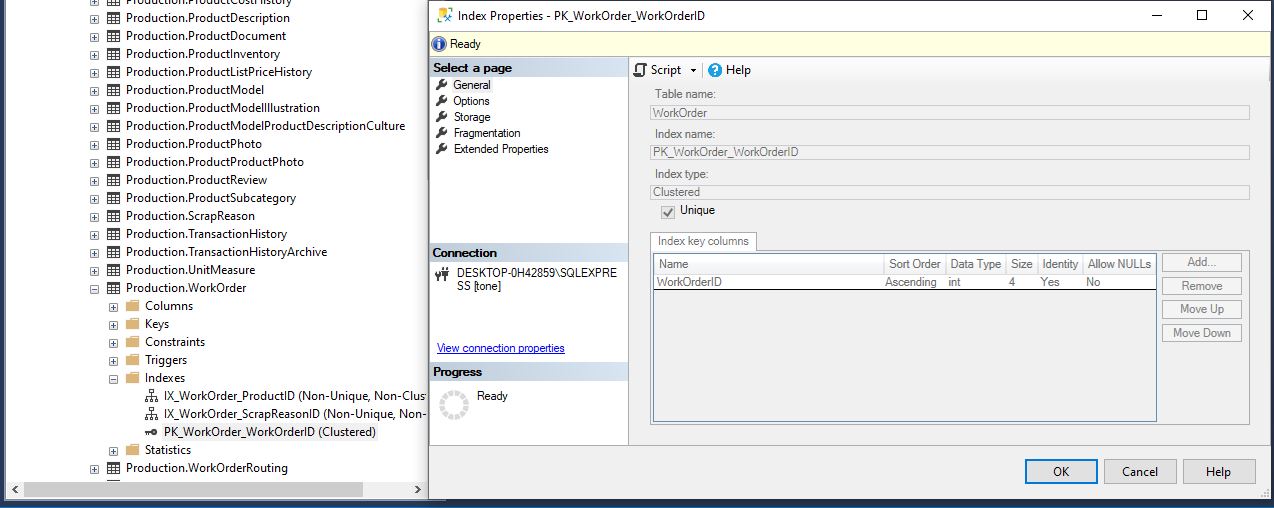 Production.ProductCostHistory
Production.ProductDescription
Production.ProductDocument
Production.ProductInventory
Production.ProductListPriceHistory
Production.ProductModel
Production.ProductModelIllustration
Production.ProductModelProductDescriptionCulture
Production.ProductPhoto
Production.ProductProductPhoto
Production.ProductReview
Production.ProductSubcategory
Production.ScrapReason
Production.TransactionHistory
Production.TransactionHistoryArchive
Production.UnitMeasure
Production.WorkOrder
Columns
Keys
Constraints
Triggers
Indexes
IX_WorkOrder_ProductID (Non-Unique, Non-Clus
IX_WorkOrder_ScrapReasonID (Non-Unique, Non-
PK_WorkOrder_WorkOrderID (Clustered)
Statistics
Production.WorkOrderRouting
Index Properties - PK_WorkOrder_WorkOrderID
Ready
Select a page
General
Options
Storage
Fragmentation
Extended Properties
Connection
DESKTOP-0H42859\SQLEXPRE
SS [tone]
View connection properties
Progress
Ready
Script Help
Table name:
WorkOrder
Index name:
PK_WorkOrder_WorkOrderID
Index type:
Clustered
Unique
Index key columns
Name Sort Order Data Type Size Identity Allow NULLs
WorkOrderID Ascending int 4 Yes No
Add...
Remove
Move Up
Move Down
OK Cancel Help